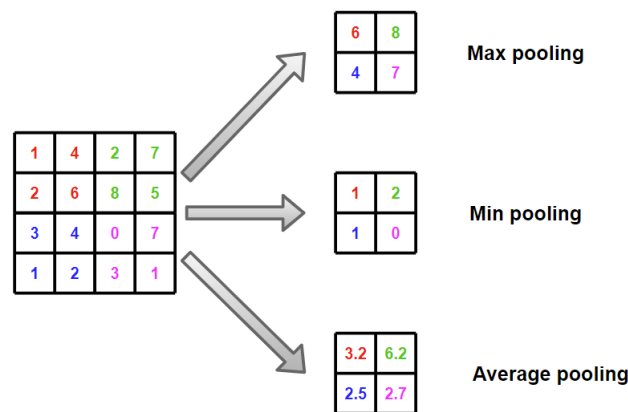 6 8
4 7
Max pooling
1 4 2 7
2 6 8 5
3 4 0 7
1 2 3 1
1 2
1 0
Min pooling
3.2 6.2
2.5 2.7
Average pooling